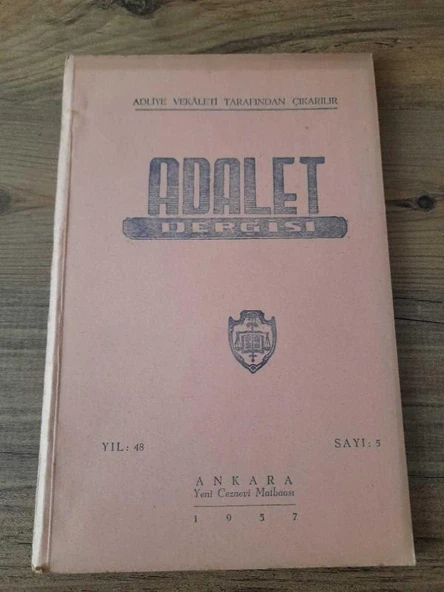 ADLİYE VEKÂLETİ TARAFINDAN ÇIKARILIR
ADALET
DERGİSİ
YIL: 48
SAYI: 5
ANKARA
Yeni Cezaevi Matbaası
1957